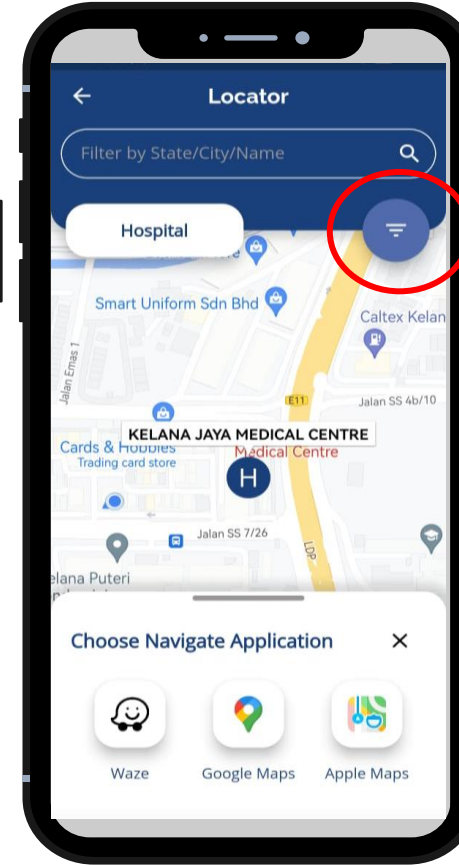 Locator
Filter by State/City/Name
Hospital
Smart Uniform Sdn Bhd
Caltex Kelan
Jalan Emas 1
E11
Jalan SS 4b/10
KELANA JAYA MEDICAL CENTRE
Cards & Hobbies
Trading card store
Medical Centre
H
Jalan SS 7/26
LDP
elana Puteri
Choose Navigate Application
Waze
Google Maps
Apple Maps